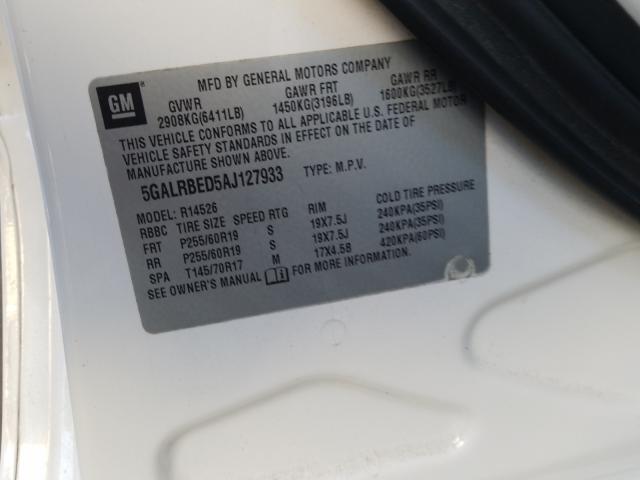 GM
MFD BY GENERAL MOTORS COMPANY
GVWR GAWR FRT GAWR RR
2908KG(6411LB) 1450KG(3196LB) 1600KG(3527LB)
THIS VEHICLE CONFORMS TO ALL APPLICABLE U.S. FEDERAL MOTOR
VEHICLE SAFETY STANDARDS IN EFFECT ON THE DATE OF
MANUFACTURE SHOWN ABOVE.
5GALRBED5AJ127933 TYPE: M.P.V.
MODEL: R14526
RBBC TIRE SIZE SPEED RTG RIM COLD TIRE PRESSURE
FRT P255/60R19 S 19X7.5J 240KPA(35PSI)
RR P255/60R19 S 19X7.5J 240KPA(35PSI)
SPA T145/70R17 M 17X4.5B 420KPA(60PSI)
SEE OWNER'S MANUAL FOR MORE INFORMATION.